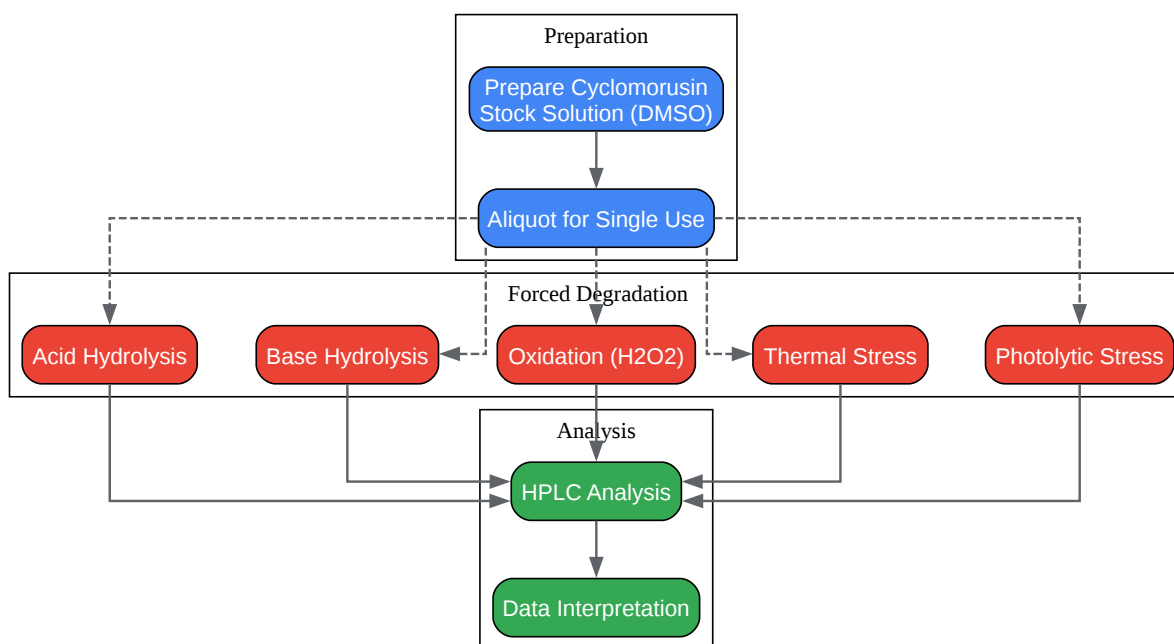 Preparation
Prepare Cyclomorusin
Stock Solution (DMSO)
Aliquot for Single Use
Forced Degradation
Acid Hydrolysis
Base Hydrolysis
Oxidation (H2O2)
Thermal Stress
Photolytic Stress
Analysis
HPLC Analysis
Data Interpretation